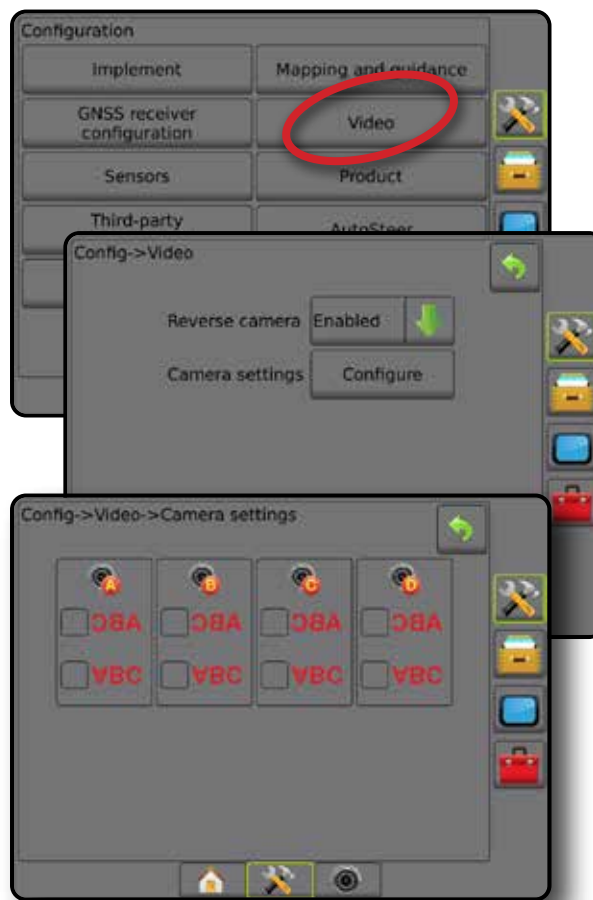 Configuration
Implement
Mapping and guidance
GNSS receiver
configuration
Video
Sensors
Product
Third-party
AutoSteer
Config->Video
Reverse camera
Enabled
Camera settings
Configure
Config->Video->Camera settings
A B C D
ABC ABC ABC ABC
ABC ABC ABC ABC